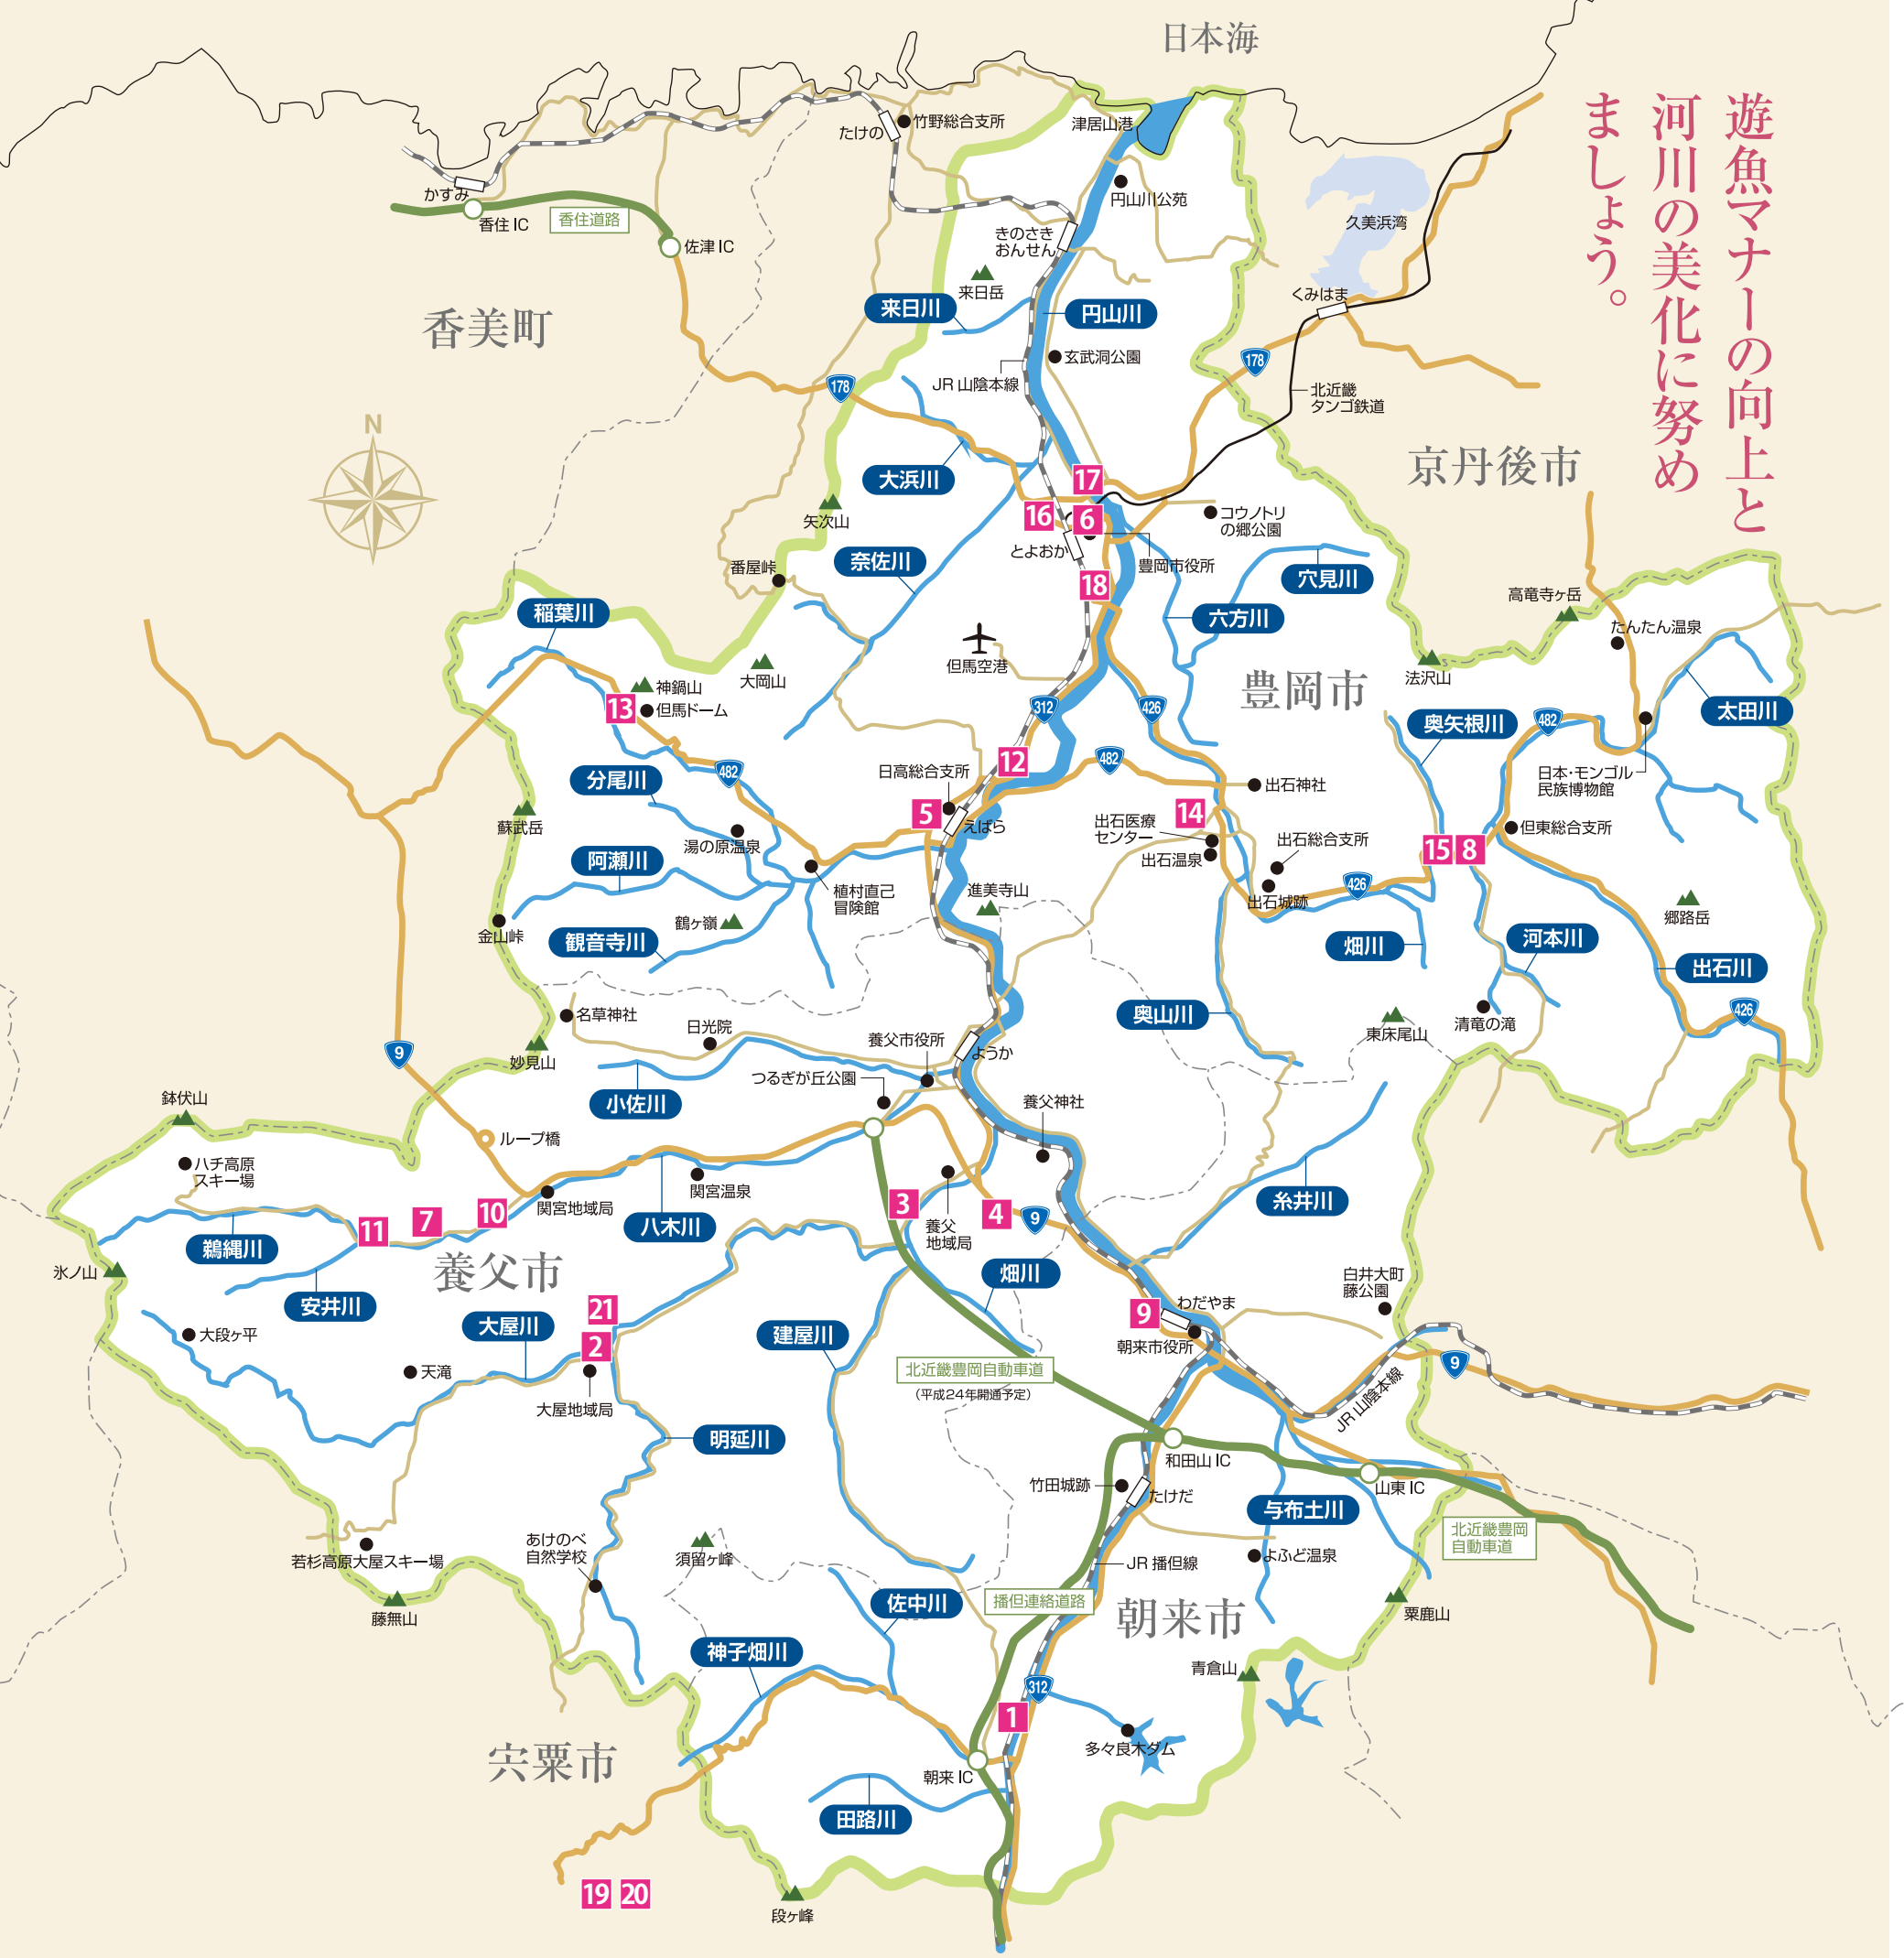 日本海
遊魚マナーの向上と
河川の美化に努め
ましょう。
津居山港
竹野総合支所
たけの
かすみ
香住 IC
香住道路
佐津 IC
円山川公苑
久美浜湾
きのさき
おんせん
来日岳
くみはま
来日川
円山川
香美町
玄武洞公園
178
JR 山陰本線
178
北近畿
タンゴ鉄道
N
京丹後市
大浜川
17
矢次山
16
6
コウノトリ
の郷公園
とよおか
奈佐川
豊岡市役所
番屋峠
18
穴見川
高竜寺ヶ岳
稲葉川
六方川
たんたん温泉
但馬空港
大岡山
神鍋山
法沢山
豊岡市
13
但馬ドーム
312
426
奥矢根川
482
太田川
12
482
日高総合支所
482
分尾川
日本・モンゴル
民族博物館
出石神社
5
14
蘇武岳
えばら
出石医療
センター
但東総合支所
湯の原温泉
出石総合支所
15
8
阿瀬川
出石温泉
植村直己
冒険館
進美寺山
426
出石城跡
郷路岳
鶴ヶ嶺
金山峠
観音寺川
畑川
河本川
出石川
名草神社
奥山川
426
日光院
清竜の滝
養父市役所
東床尾山
9
妙見山
ようか
つるぎが丘公園
鉢伏山
小佐川
養父神社
ループ橋
ハチ高原
スキー場
関宮温泉
関宮地域局
糸井川
3
10
4
9
7
11
養父
地域局
八木川
鵜縄川
養父市
氷ノ山
畑川
白井大町
藤公園
安井川
わだやま
21
9
大屋川
建屋川
大段ヶ平
2
朝来市役所
9
天滝
北近畿豊岡自動車道
（平成24年開通予定）
大屋地域局
JR 山陰本線
明延川
和田山 IC
竹田城跡
山東 IC
たけだ
与布土川
北近畿豊岡
自動車道
あけのべ
自然学校
須留ヶ峰
若杉高原大屋スキー場
よふど温泉
JR 播但線
佐中川
播但連絡道路
粟鹿山
藤無山
朝来市
神子畑川
青倉山
312
1
宍粟市
多々良木ダム
朝来 IC
田路川
19
20
段ヶ峰